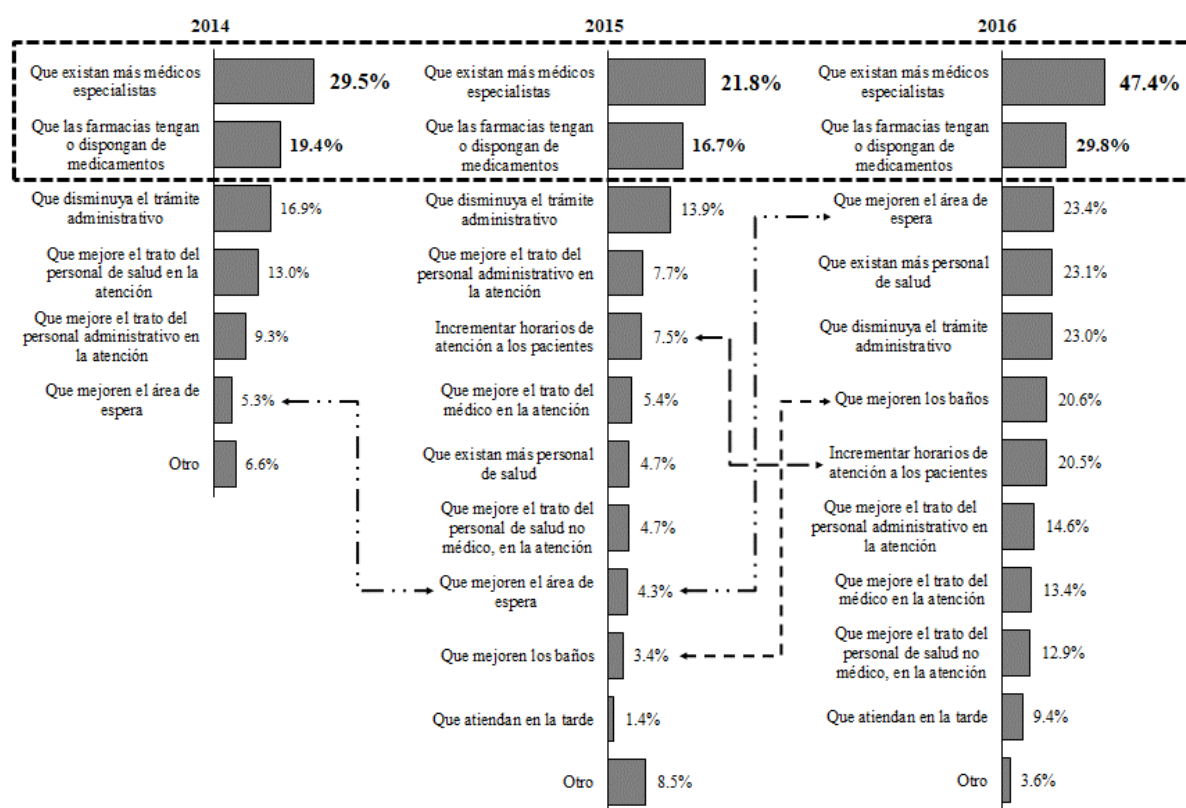 2014
Que existan más médicos
especialistas
29.5%
Que las farmacias tengan
o dispongan de
medicamentos
19.4%
Que disminuya el trámite
administrativo
16.9%
Que mejore el trato del
personal de salud en la
atención
13.0%
Que mejore el trato del
personal administrativo en
la atención
9.3%
Que mejoren el área de
espera
5.3%
Otro
6.6%
2015
Que existan más médicos
especialistas
21.8%
Que las farmacias tengan
o dispongan de
medicamentos
16.7%
Que disminuya el trámite
administrativo
13.9%
Que mejore el trato del
personal administrativo en
la atención
7.7%
Incrementar horarios de
atención a los pacientes
7.5%
Que mejore el trato del
médico en la atención
5.4%
Que existan más personal
de salud
4.7%
Que mejore el trato del
personal de salud no
médico, en la atención
4.7%
Que mejoren el área de
espera
4.3%
Que mejoren los baños
3.4%
Que atiendan en la tarde
1.4%
Otro
8.5%
2016
Que existan más médicos
especialistas
47.4%
Que las farmacias tengan
o dispongan de
medicamentos
29.8%
Que mejoren el área de
espera
23.4%
Que existan más personal
de salud
23.1%
Que disminuya el trámite
administrativo
23.0%
Que mejoren los baños
20.6%
Incrementar horarios de
atención a los pacientes
20.5%
Que mejore el trato del
personal administrativo en
la atención
14.6%
Que mejore el trato del
médico en la atención
13.4%
Que mejore el trato del
personal de salud no
médico, en la atención
12.9%
Que atiendan en la tarde
9.4%
Otro
3.6%